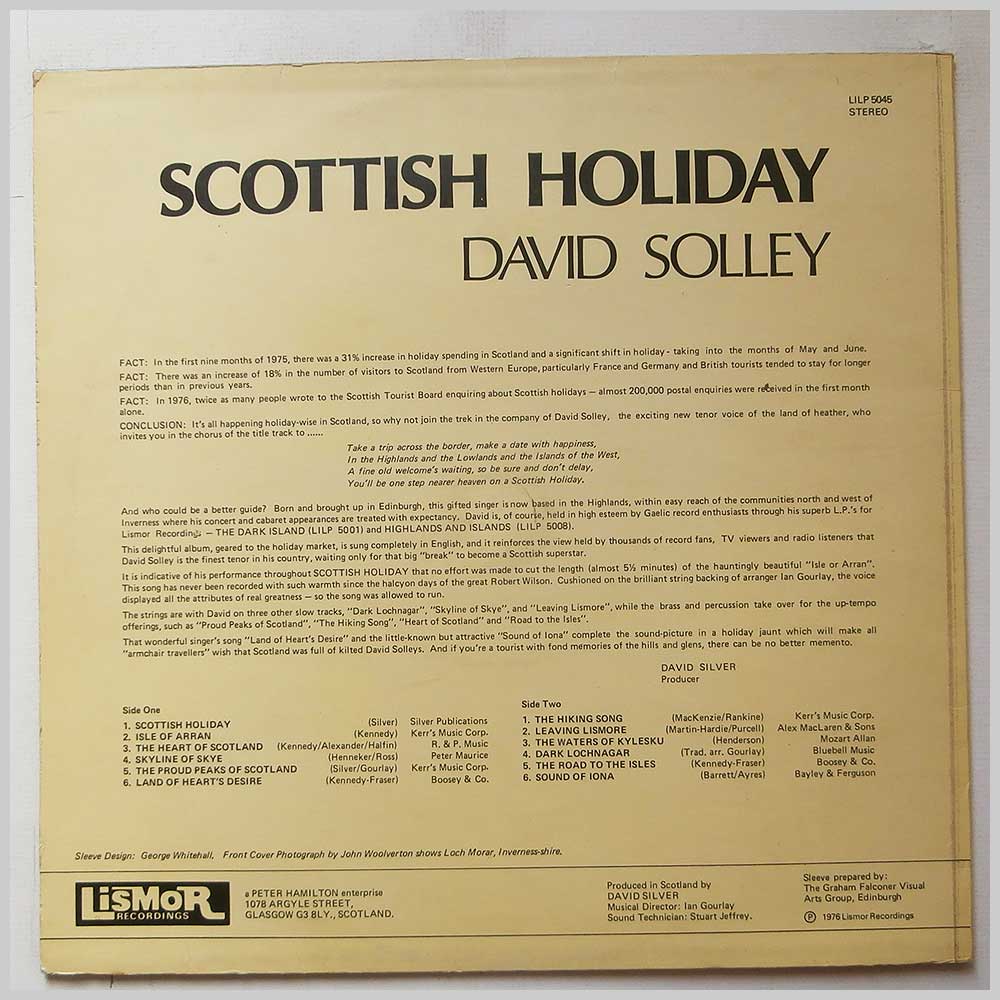 LILP 5045
STEREO
SCOTTISH HOLIDAY
DAVID SOLLEY
FACT: In the first nine months of 1975, there was a 31% increase in holiday spending in Scotland and a significant shift in holiday - taking into the months of May and June.
FACT: There was an increase of 18% in the number of visitors to Scotland from Western Europe, particularly France and Germany and British tourists tended to stay for longer
periods than in previous years.
FACT: In 1976, twice as many people wrote to the Scottish Tourist Board enquiring about Scottish holidays — almost 200,000 postal enquiries were received in the first month
alone.
CONCLUSION: It's all happening holiday-wise in Scotland, so why not join the trek in the company of David Solley, the exciting new tenor voice of the land of heather, who
invites you in the chorus of the title track to ......
Take a trip across the border, make a date with happiness,
In the Highlands and the Lowlands and the Islands of the West,
A fine old welcome's waiting, so be sure and don't delay,
You'll be one step nearer heaven on a Scottish Holiday.
And who could be a better guide? Born and brought up in Edinburgh, this gifted singer is now based in the Highlands, within easy reach of the communities north and west of
Inverness where his concert and cabaret appearances are treated with expectancy. David is, of course, held in high esteem by Gaelic record enthusiasts through his superb L.P.'s for
Lismor Recordings — THE DARK ISLAND (LILP 5001) and HIGHLANDS AND ISLANDS (LILP 5008).
This delightful album, geared to the holiday market, is sung completely in English, and it reinforces the view held by thousands of record fans, TV viewers and radio listeners that
David Solley is the finest tenor in his country, waiting only for that big "break" to become a Scottish superstar.
It is indicative of his performance throughout SCOTTISH HOLIDAY that no effort was made to cut the length (almost 5½ minutes) of the hauntingly beautiful "Isle or Arran".
This song has never been recorded with such warmth since the halcyon days of the great Robert Wilson. Cushioned on the brilliant string backing of arranger Ian Gourlay, the voice
displayed all the attributes of real greatness — so the song was allowed to run.
The strings are with David on three other slow tracks, "Dark Lochnagar", "Skyline of Skye", and "Leaving Lismore", while the brass and percussion take over for the up-tempo
offerings, such as "Proud Peaks of Scotland", "The Hiking Song", "Heart of Scotland" and "Road to the Isles".
That wonderful singer's song "Land of Heart's Desire" and the little-known but attractive "Sound of Iona" complete the sound-picture in a holiday jaunt which will make all
"armchair travellers" wish that Scotland was full of kilted David Solleys. And if you're a tourist with fond memories of the hills and glens, there can be no better memento.
DAVID SILVER
Producer
Side One
1. SCOTTISH HOLIDAY (Silver) Silver Publications
2. ISLE OF ARRAN (Kennedy) Kerr's Music Corp.
3. THE HEART OF SCOTLAND (Kennedy/Alexander/Halfin) R. & P. Music
4. SKYLINE OF SKYE (Henneker/Ross) Peter Maurice
5. THE PROUD PEAKS OF SCOTLAND (Silver/Gourlay) Kerr's Music Corp.
6. LAND OF HEART'S DESIRE (Kennedy-Fraser) Boosey & Co.
Side Two
1. THE HIKING SONG (MacKenzie/Rankine) Kerr's Music Corp.
2. LEAVING LISMORE (Martin-Hardie/Purcell) Alex MacLaren & Sons
3. THE WATERS OF KYLESKU (Henderson) Mozart Allan
4. DARK LOCHNAGAR (Trad, arr. Gourlay) Bluebell Music
5. THE ROAD TO THE ISLES (Kennedy-Fraser) Boosey & Co.
6. SOUND OF IONA (Barrett/Ayres) Bayley & Ferguson
Sleeve Design: George Whitehall. Front Cover Photograph by John Woolverton shows Loch Morar, Inverness-shire.
LISMOR
RECORDINGS
a PETER HAMILTON enterprise
1078 ARGYLE STREET,
GLASGOW G3 8LY., SCOTLAND.
Produced in Scotland by
DAVID SILVER
Musical Director: Ian Gourlay
Sound Technician: Stuart Jeffrey.
Sleeve prepared by:
The Graham Falconer Visual
Arts Group, Edinburgh
Ⓟ 1976 Lismor Recordings